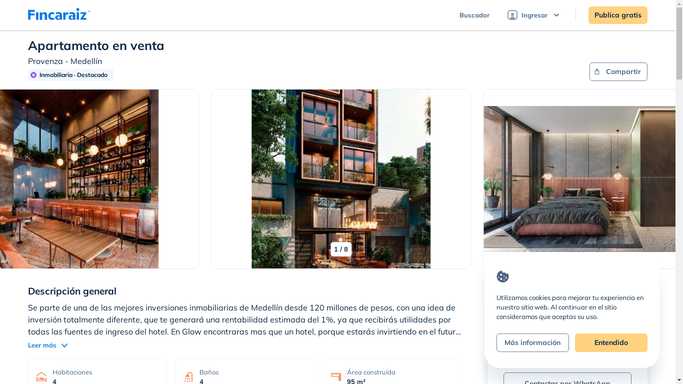 Fincaraiz
Buscador
Ingresar
Publica gratis
Apartamento en venta
Provenza - Medellín
Inmobiliaria - Destacado
Compartir
1 / 8
Descripción general
Se parte de una de las mejores inversiones inmobiliarias de Medellín desde 120 millones de pesos, con una idea de
inversión totalmente diferente, que te generará una rentabilidad estimada del 1%, ya que recibirás utilidades por
todas las fuentes de ingreso del hotel. En Glow encontraras mas que un hotel, porque estarás invirtiendo en el futur...
Leer más
Habitaciones
4
Baños
4
Área construida
95 m²
Utilizamos cookies para mejorar tu experiencia en
nuestro sitio web. Al continuar en el sitio
consideramos que aceptas su uso.
Más información
Entendido
Contactar por WhatsApp